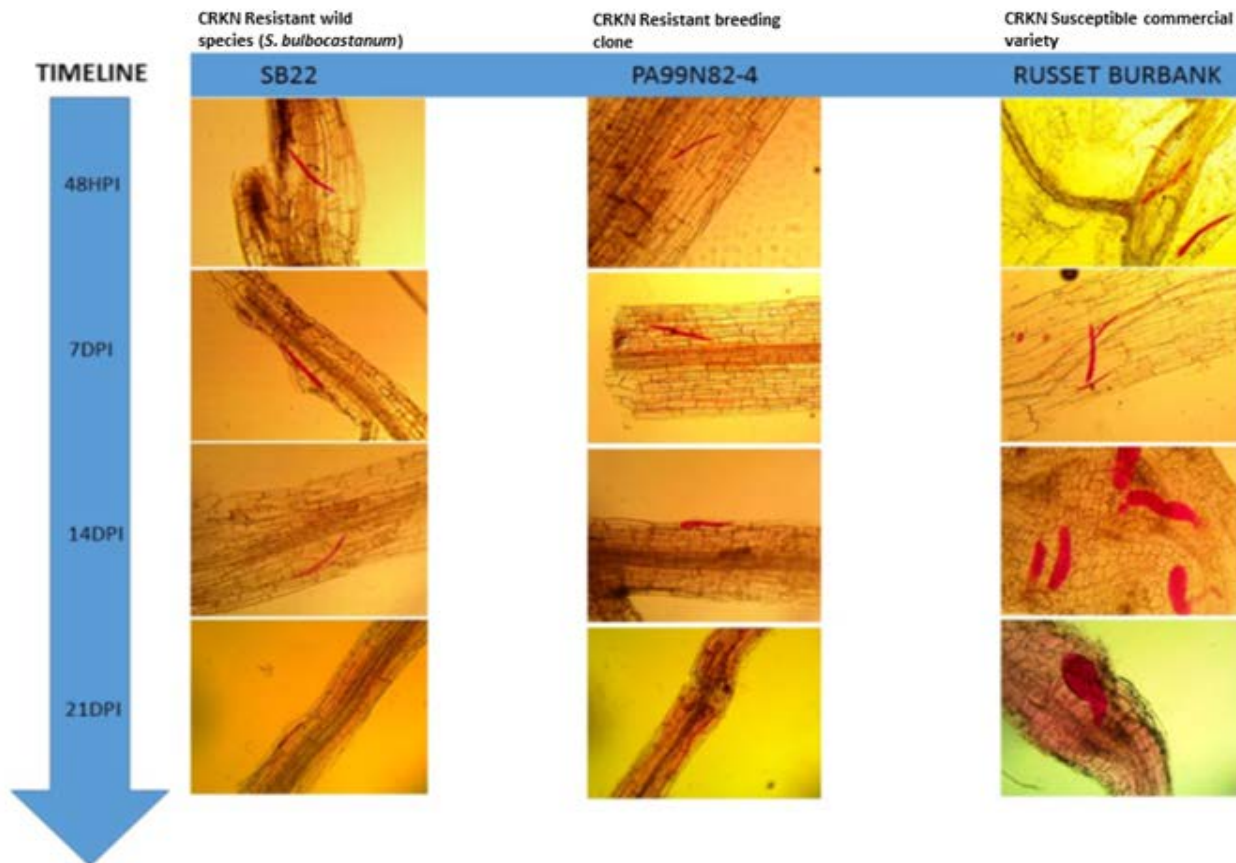 CRKN Resistant wild
species (S. bulbocastanum)
CRKN Resistant breeding
clone
CRKN Susceptible commercial
variety
TIMELINE
SB22
PA99N82-4
RUSSET BURBANK
48HPI
7DPI
14DPI
21DPI